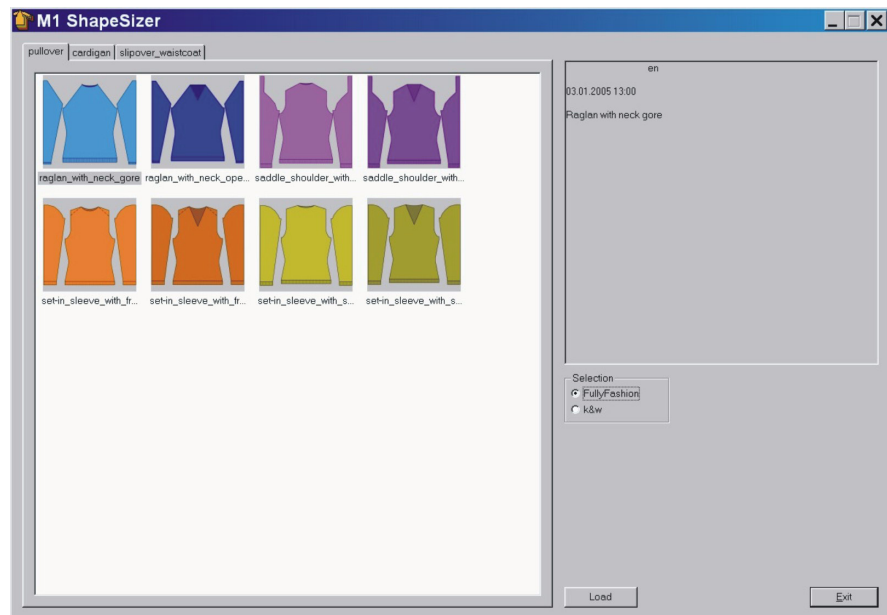 M1 ShapeSizer
pullover cardigan slipover_waistcoat
en
03.01.2005 13:00
Raglan with neck gore
raglan_with_neck_gore raglan_with_neck_ope... saddle_shoulder_with... saddle_shoulder_with...
set-in_sleeve_with_fr... set-in_sleeve_with_fr... set-in_sleeve_with_s... set-in_sleeve_with_s...
Selection
FullyFashion
k&w
Load Exit